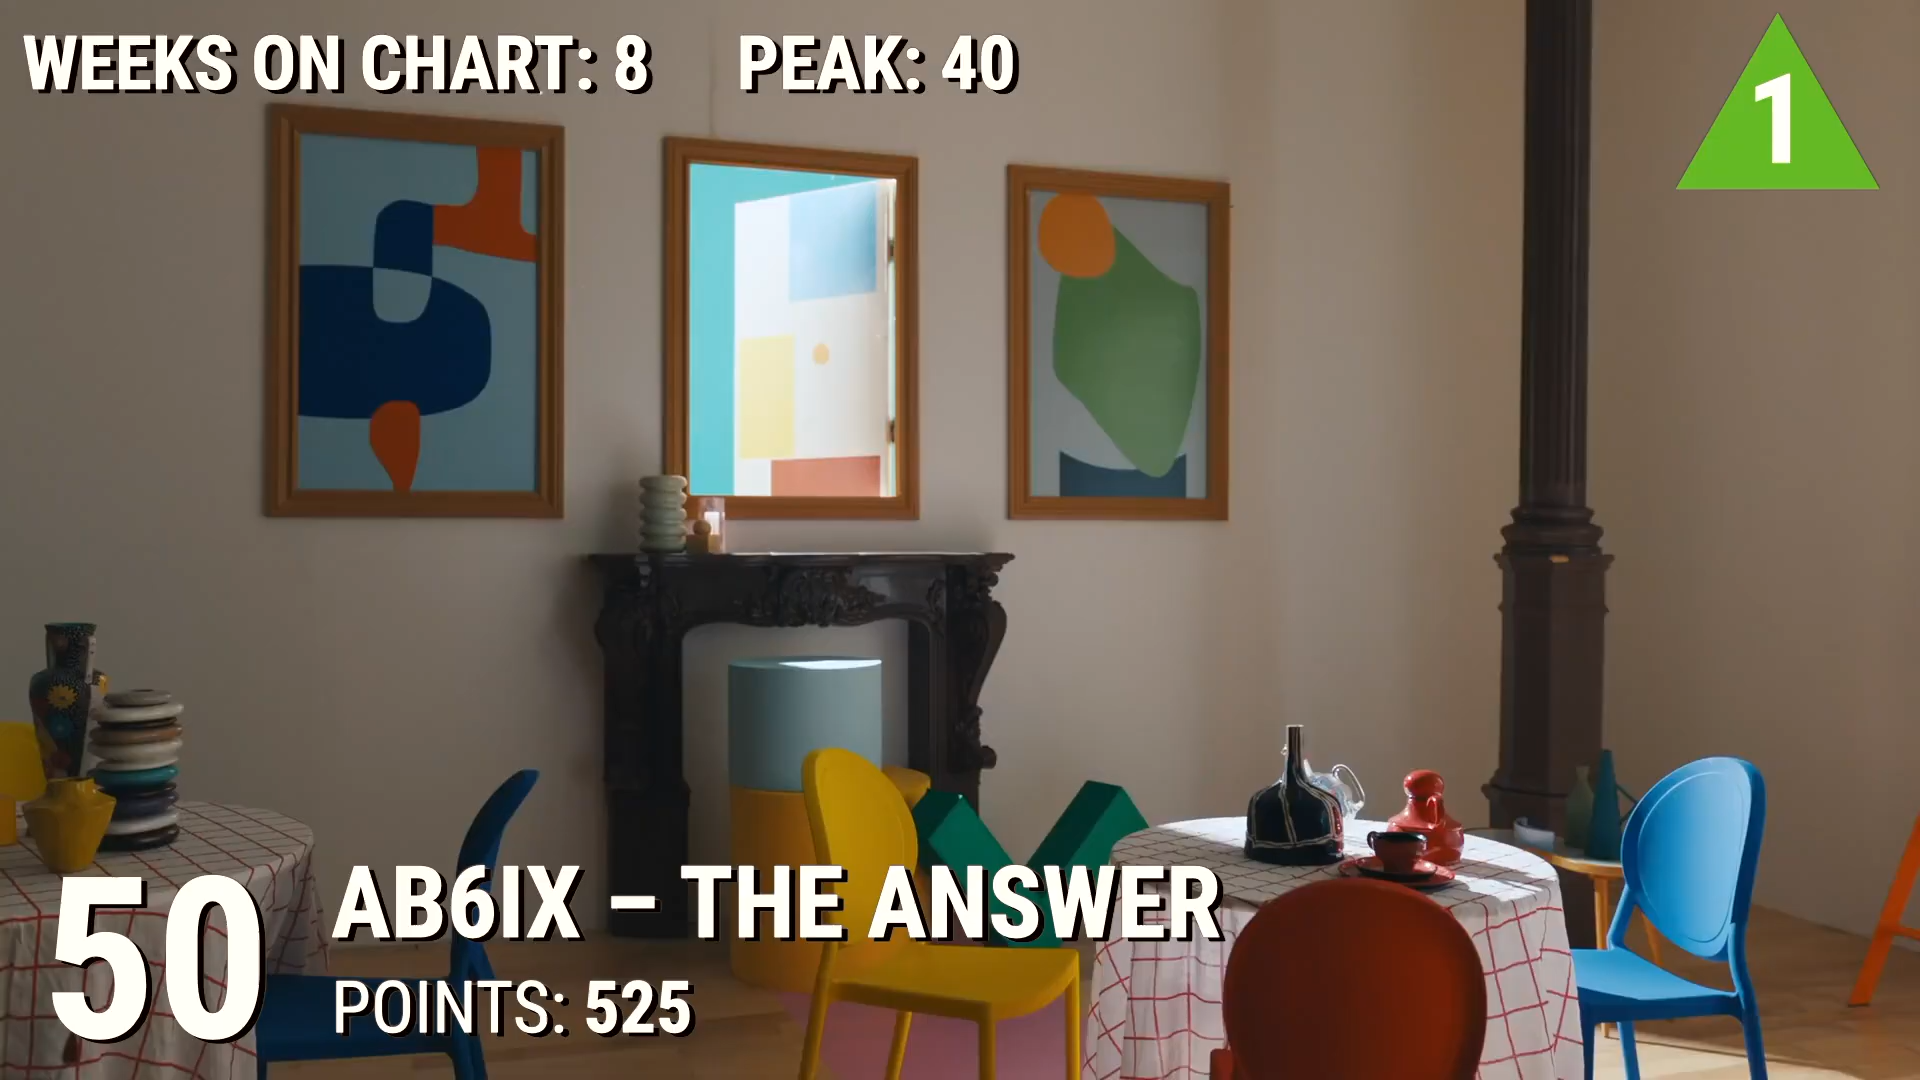 WEEKS ON CHART: 8 PEAK: 40
1
50
AB6IX – THE ANSWER
POINTS: 525